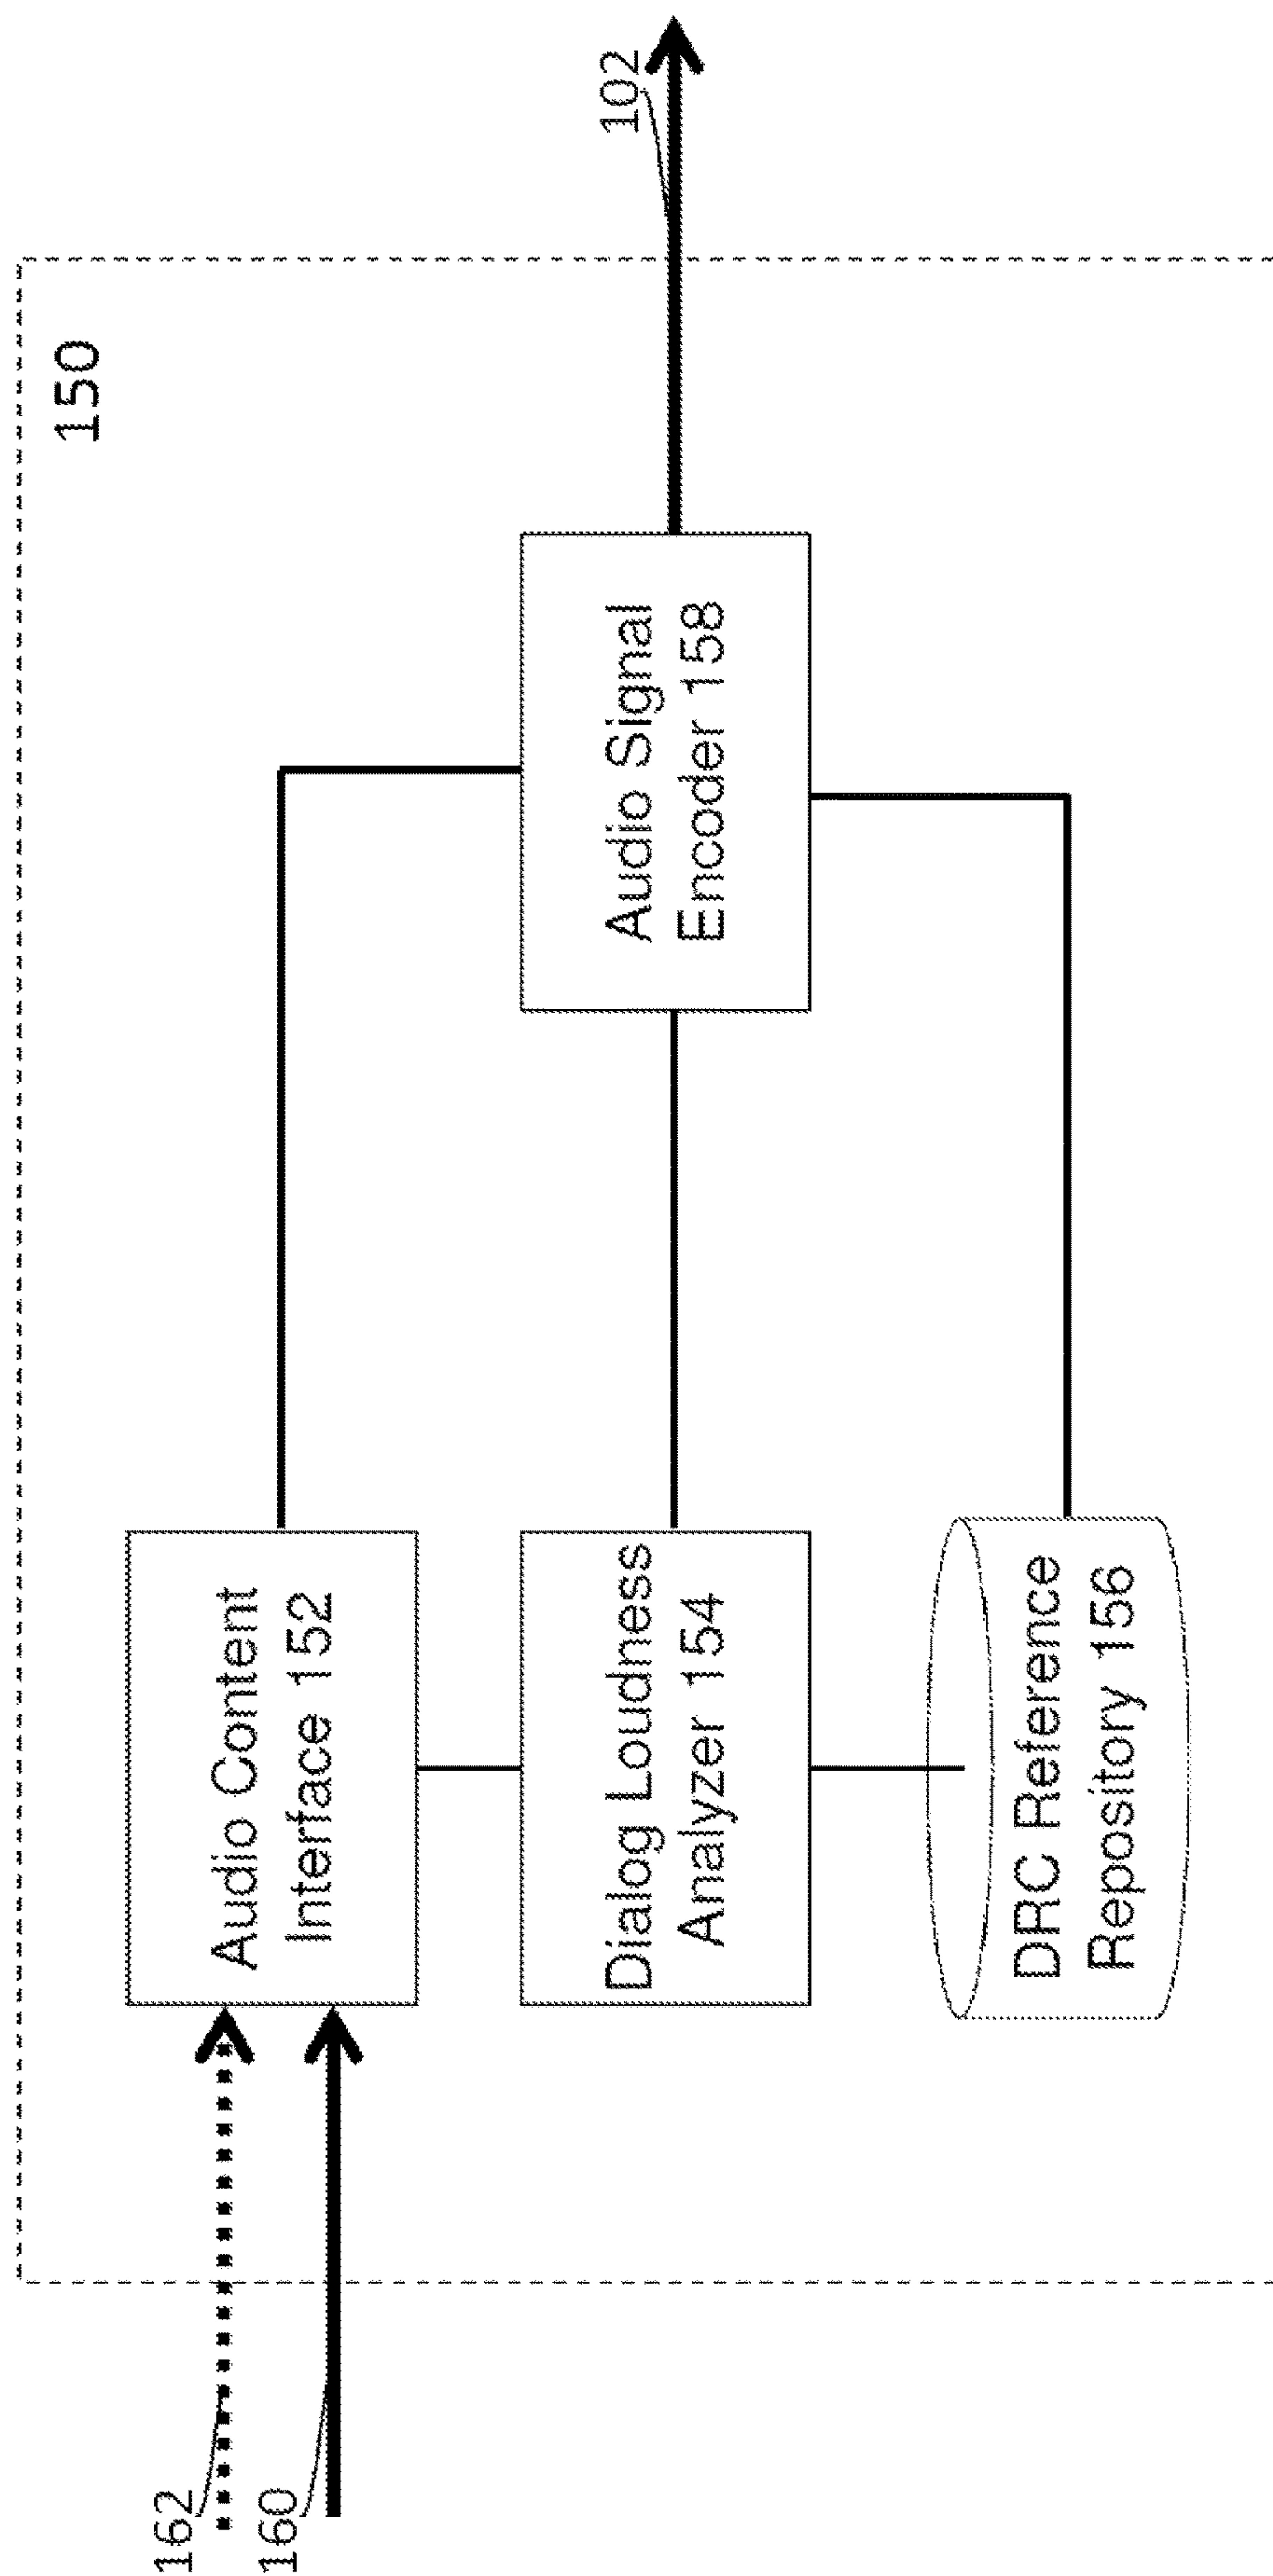 150
162
160
Audio Content
Interface 152
Dialog Loudness
Analyzer 154
DRC Reference
Repository 156
Audio Signal
Encoder 158
102